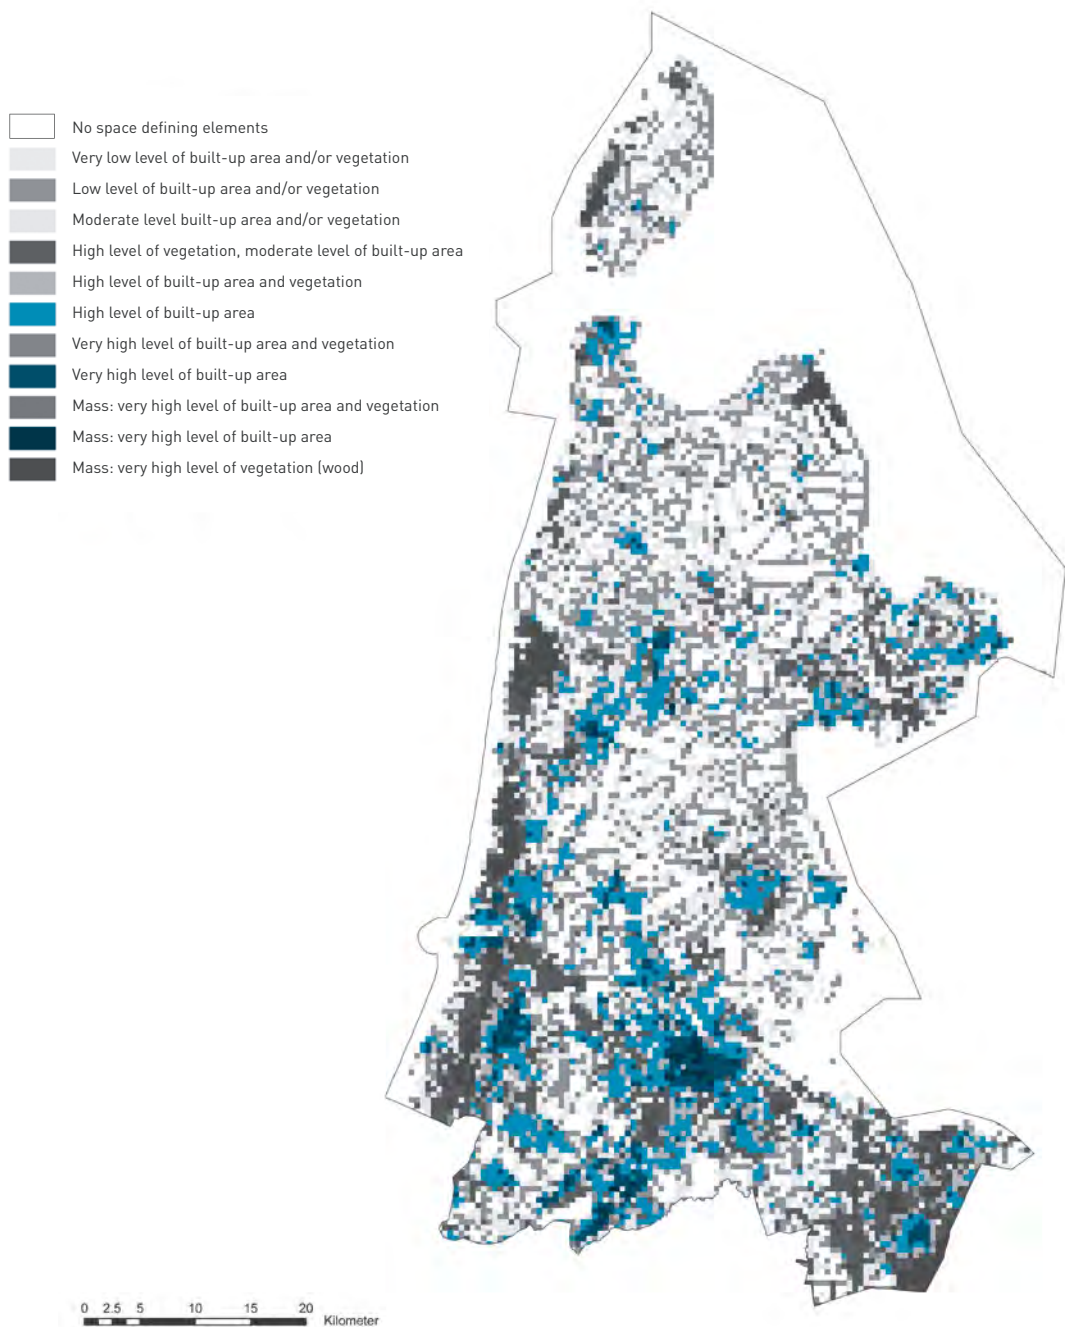 No space defining elements
Very low level of built-up area and/or vegetation
Low level of built-up area and/or vegetation
Moderate level built-up area and/or vegetation
High level of vegetation, moderate level of built-up area
High level of built-up area and vegetation
High level of built-up area
Very high level of built-up area and vegetation
Very high level of built-up area
Mass: very high level of built-up area and vegetation
Mass: very high level of built-up area
Mass: very high level of vegetation (wood)
0 2.5 5 10 15 20
Kilometer